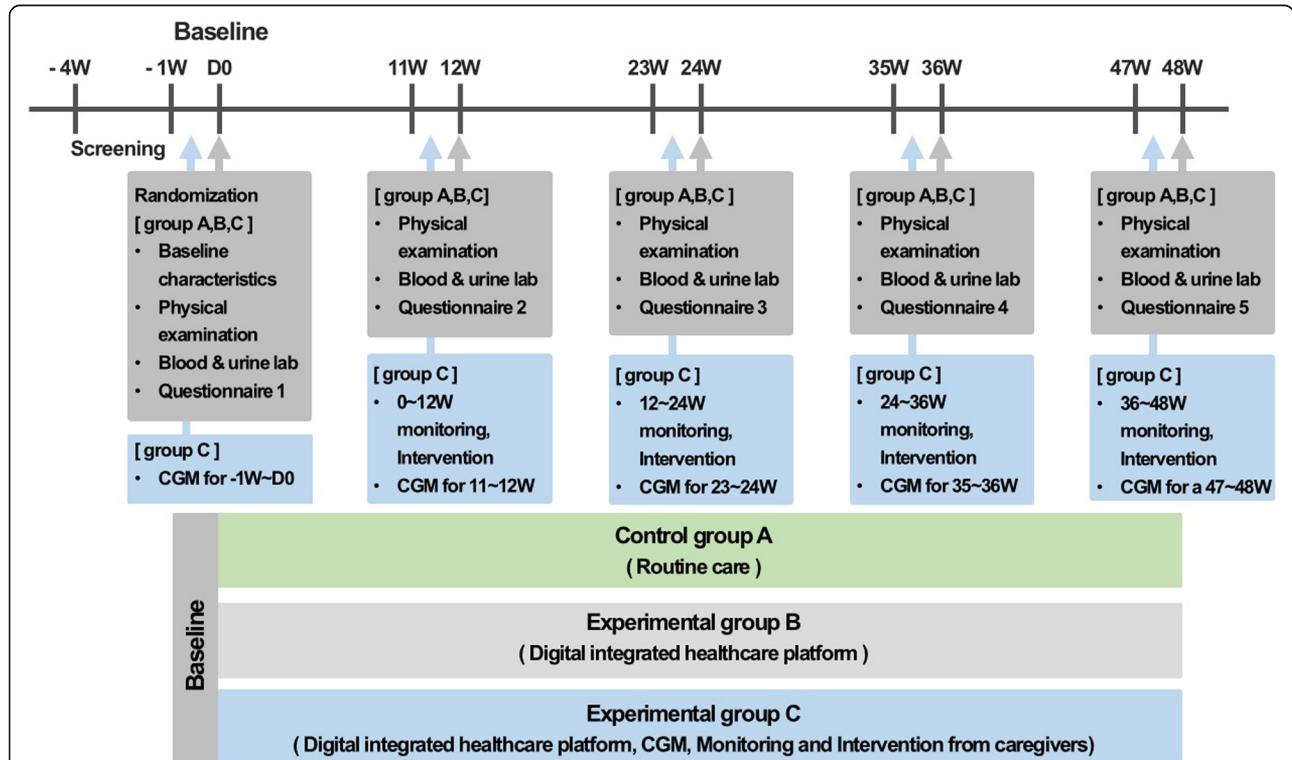 Baseline
- 4W
- 1W
D0
11W
12W
23W
24W
35W
36W
47W
48W
Screening
Randomization
[ group A,B,C ]
• Baseline
characteristics
• Physical
examination
• Blood & urine lab
• Questionnaire 1
[ group C ]
• CGM for -1W~D0
[ group A,B,C]
• Physical
examination
• Blood & urine lab
• Questionnaire 2
[ group C ]
• 0~12W
monitoring,
Intervention
• CGM for 11~12W
[ group A,B,C ]
• Physical
examination
• Blood & urine lab
• Questionnaire 3
[ group C ]
• 12~24W
monitoring,
Intervention
• CGM for 23~24W
[ group A,B,C ]
• Physical
examination
• Blood & urine lab
• Questionnaire 4
[ group C ]
• 24~36W
monitoring,
Intervention
• CGM for 35~36W
[ group A,B,C ]
• Physical
examination
• Blood & urine lab
• Questionnaire 5
[ group C ]
• 36~48W
monitoring,
Intervention
• CGM for a 47~48W
Baseline
Control group A
( Routine care )
Experimental group B
( Digital integrated healthcare platform )
Experimental group C
( Digital integrated healthcare platform, CGM, Monitoring and Intervention from caregivers)